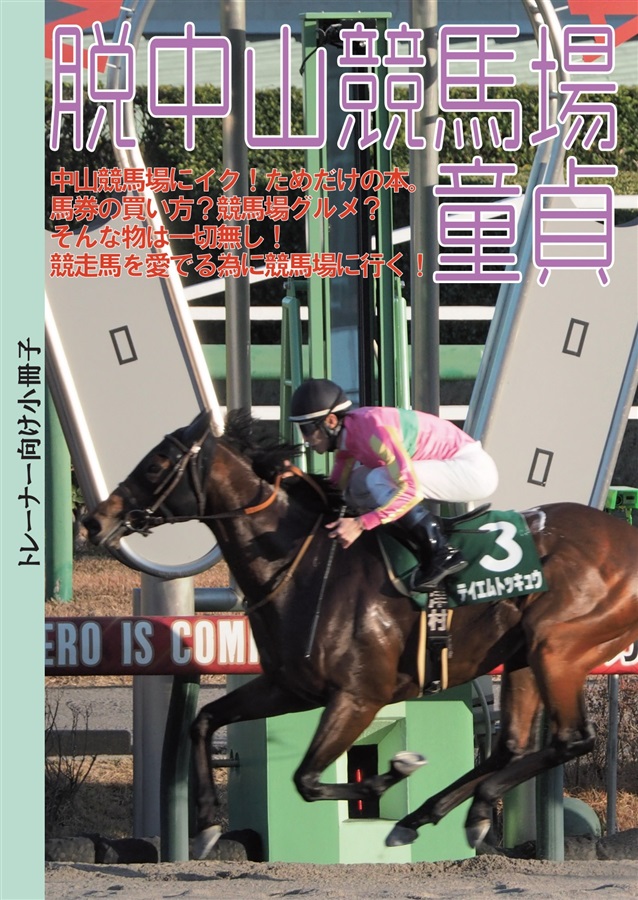 脱中山競馬場
童貞
中山競馬場にイク！ためだけの本。
馬券の買い方？競馬場グルメ？
そんな物は一切無し！
競走馬を愛でる為に競馬場に行く！
トレーナー向け小冊子
3
テイエムトッキュウ
岸村
ERO IS COM